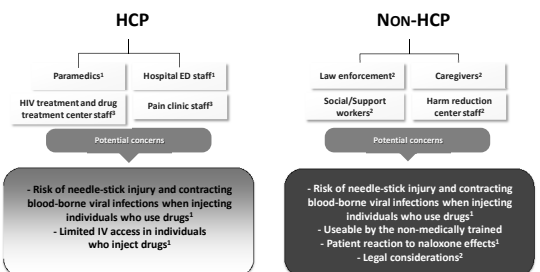 HCP
Paramedics¹
Hospital ED staff¹
HIV treatment and drug
treatment center staff³
Pain clinic staff³
Potential concerns
- Risk of needle-stick injury and contracting
blood-borne viral infections when injecting
individuals who use drugs¹
- Limited IV access in individuals
who inject drugs¹
NON-HCP
Law enforcement²
Caregivers²
Social/Support
workers²
Harm reduction
center staff²
Potential concerns
- Risk of needle-stick injury and contracting
blood-borne viral infections when injecting
individuals who use drugs¹
- Useable by the non-medically trained
- Patient reaction to naloxone effects¹
- Legal considerations²